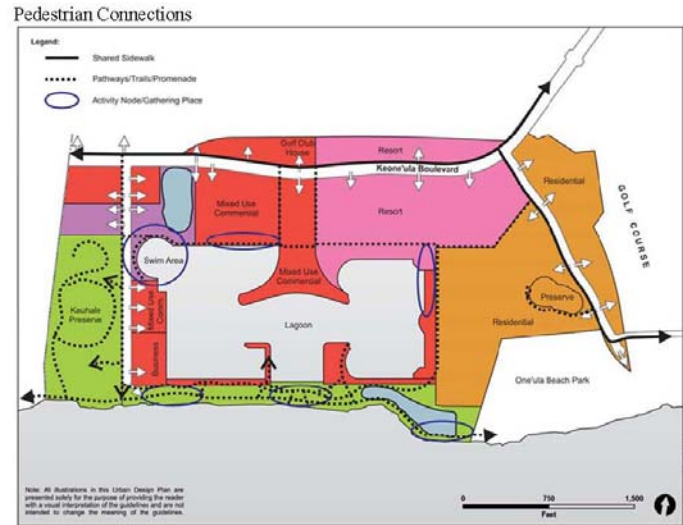 Pedestrian Connections
Legend:
Shared Sidewalk
Pathways/Trails/Promenade
Activity Node/Gathering Place
Golf Club
House
Resort
Keone'ula Boulevard
Residential
GOLF COURSE
Mixed Use
Commercial
Resort
Swim Area
Kauhale
Preserve
Mixed Use
Comm.
Mixed Use
Commercial
Preserve
Lagoon
Residential
Business
One'ula Beach Park
Note: All illustrations in this Urban Design Plan are
presented solely for the purpose of providing the reader
with a visual interpretation of the guidelines and are not
intended to change the meaning of the guidelines.
0 750 1,500
Feet